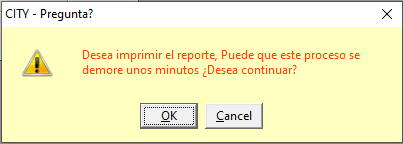 CITY - Pregunta?
Desea imprimir el reporte, Puede que este proceso se
demore unos minutos ¿Desea continuar?
OK
Cancel